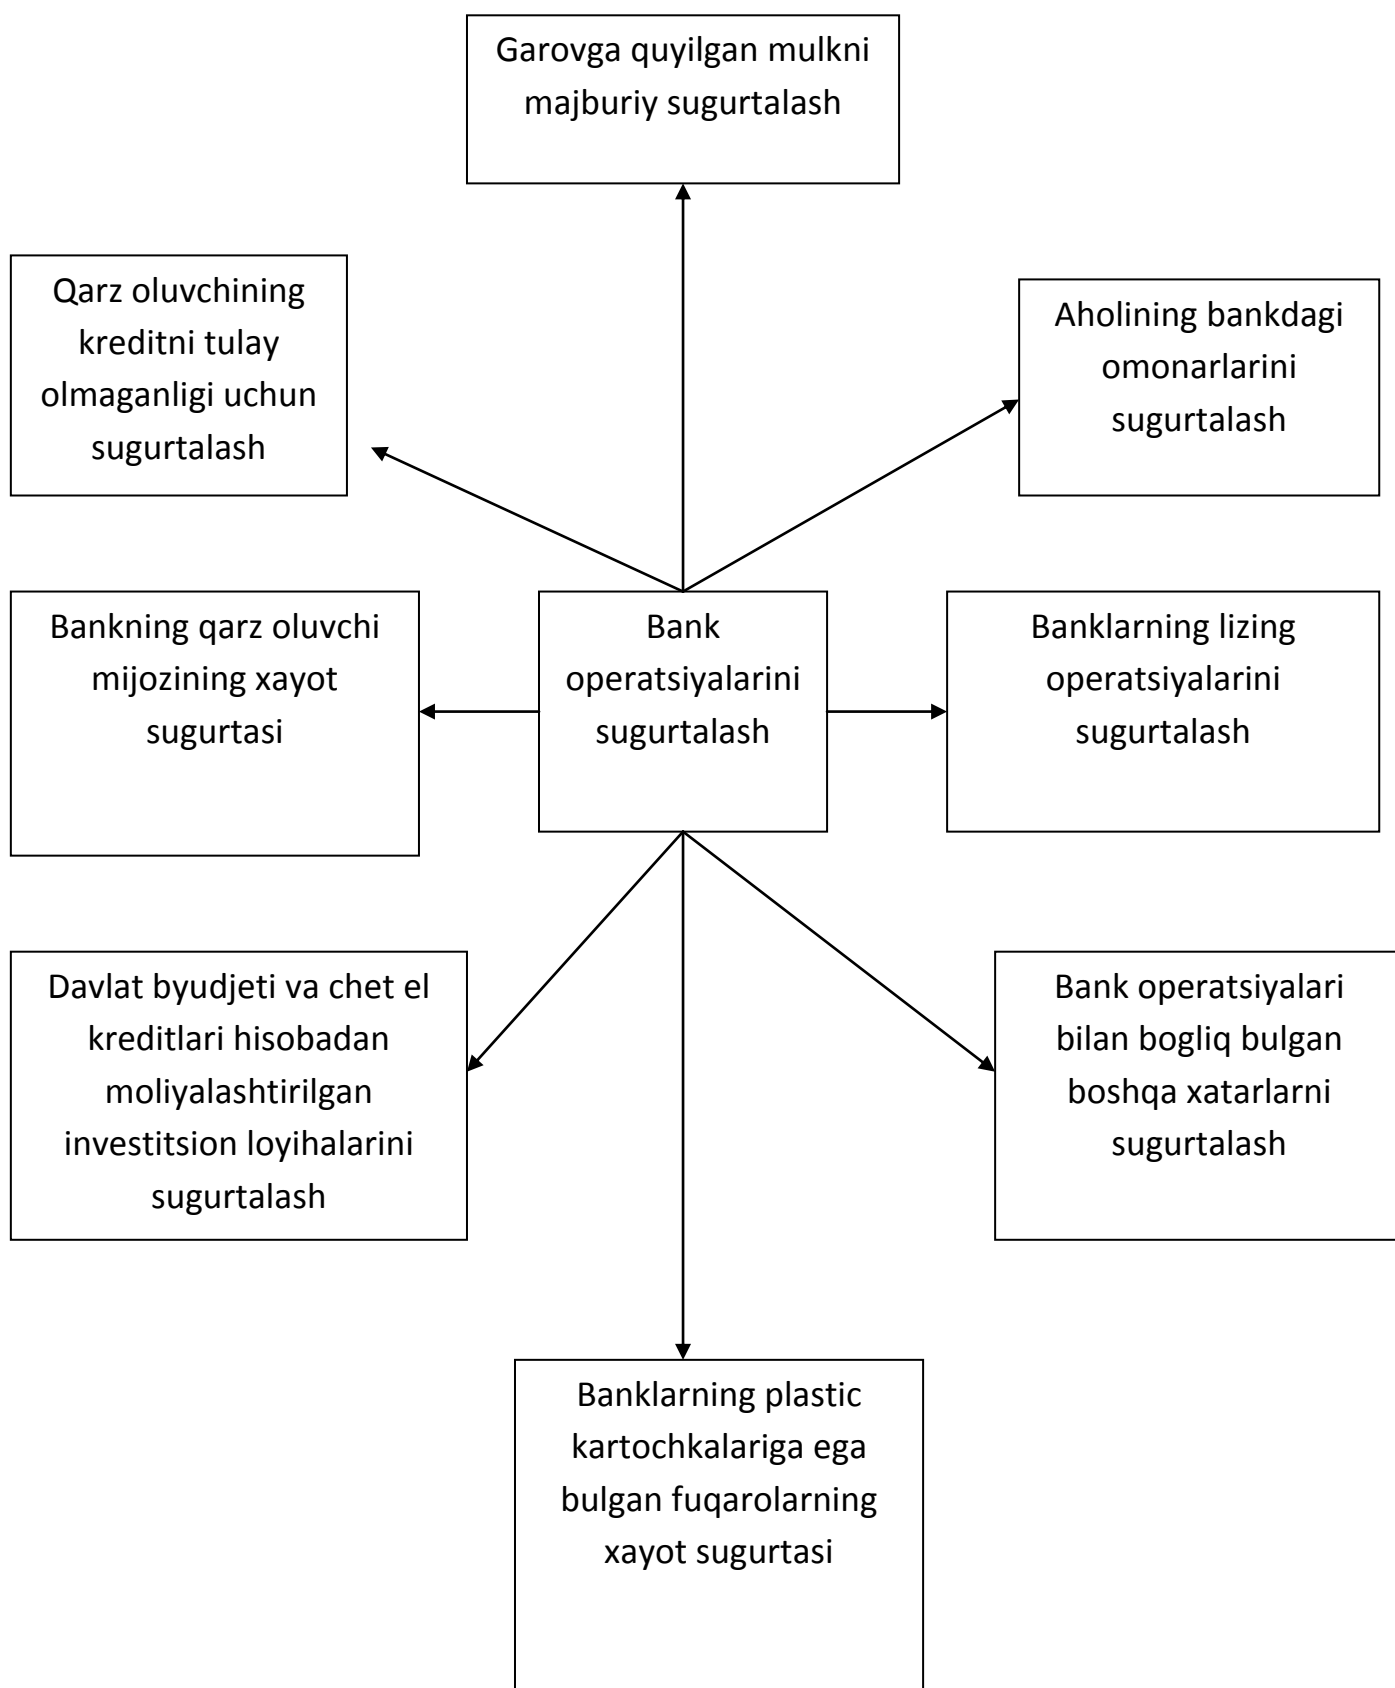 Garovga quyilgan mulkni
majburiy sugurtalash
Qarz oluvchining
kreditni tulay
olmaganligi uchun
sugurtalash
Aholining bankdagi
omonarlarini
sugurtalash
Bankning qarz oluvchi
mijozining xayot
sugurtasi
Bank
operatsiyalarini
sugurtalash
Banklarning lizing
operatsiyalarini
sugurtalash
Davlat byudjeti va chet el
kreditlari hisobadan
moliyalashtirilgan
investitsion loyihalarini
sugurtalash
Bank operatsiyalari
bilan bogliq bulgan
boshqa xatarlarni
sugurtalash
Banklarning plastic
kartochkalariga ega
bulgan fuqarolarning
xayot sugurtasi